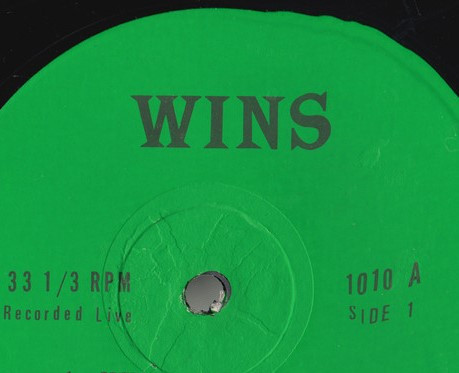 WINS
33 1/3 RPM
1010 A
Recorded Live
SIDE 1